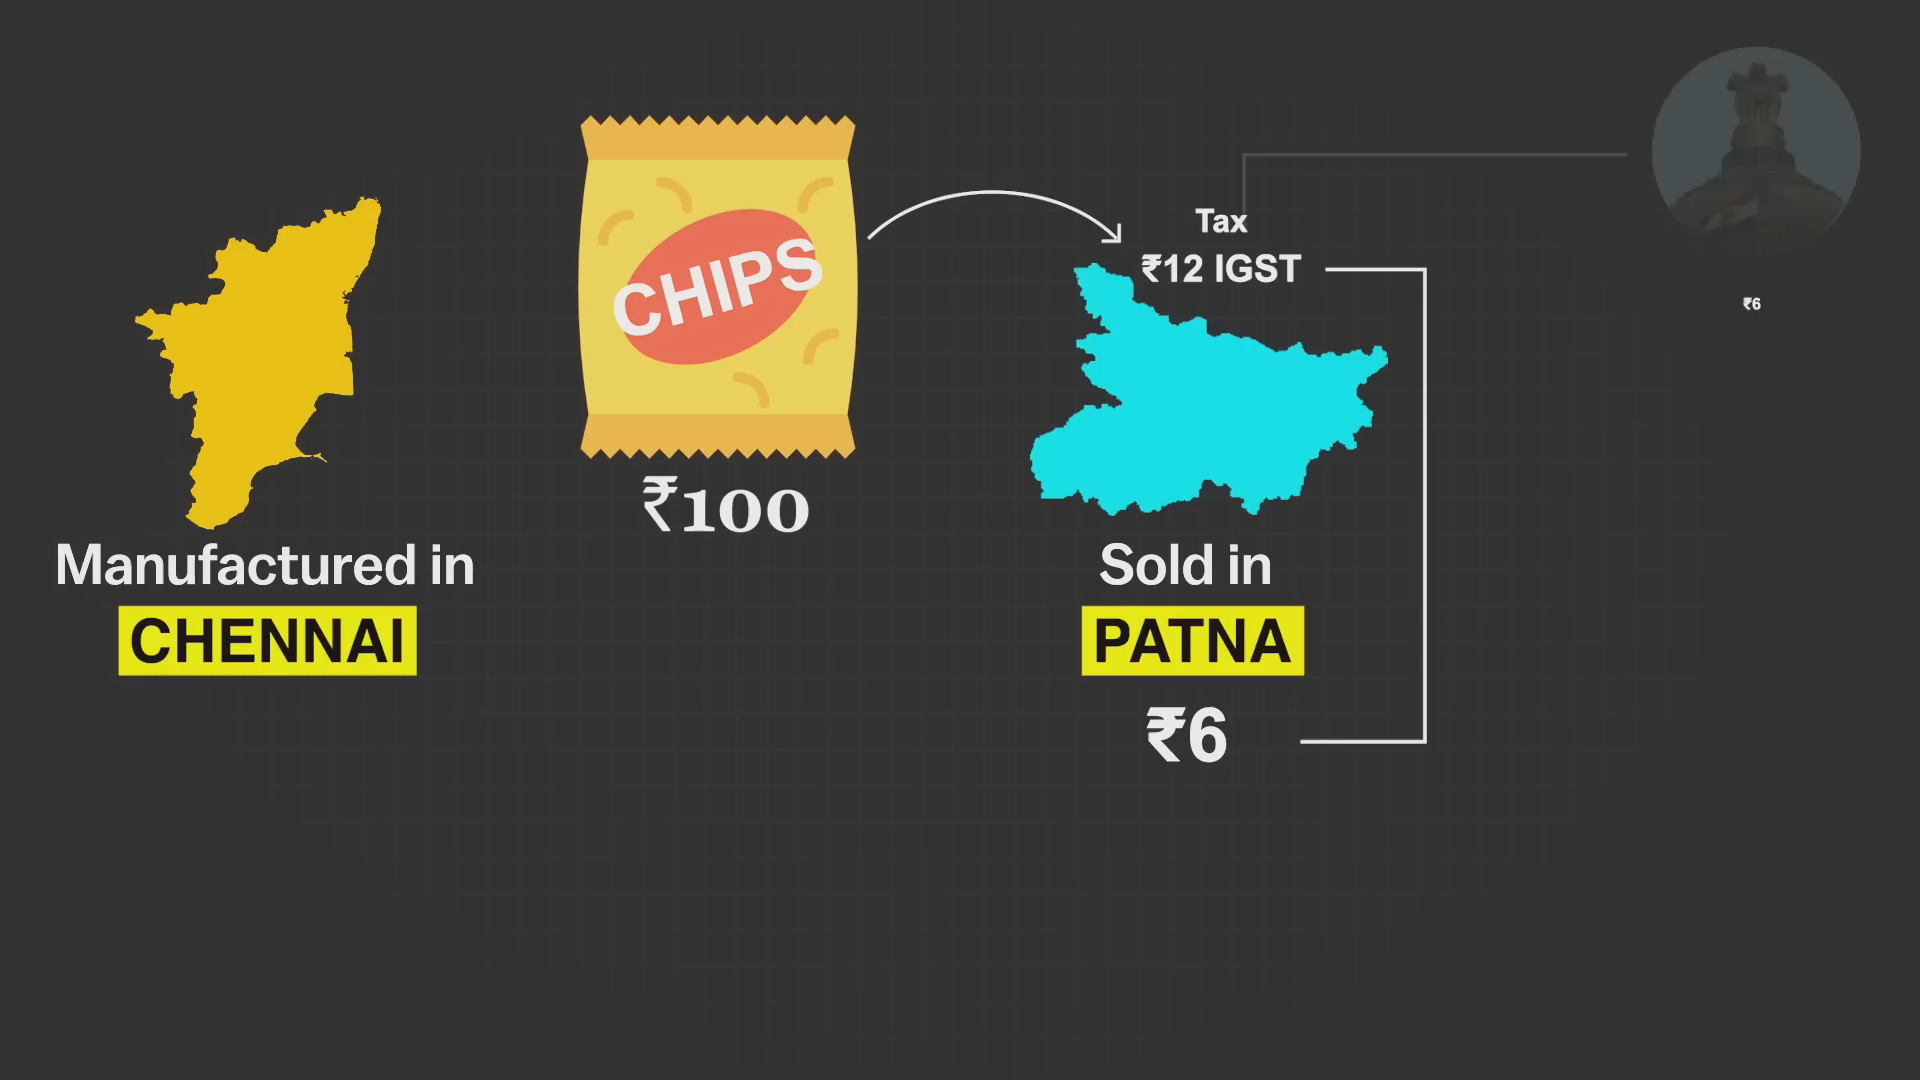 CHIPS
₹100
Manufactured in
CHENNAI
Tax
₹12 IGST
Sold in
PATNA
₹6
₹6